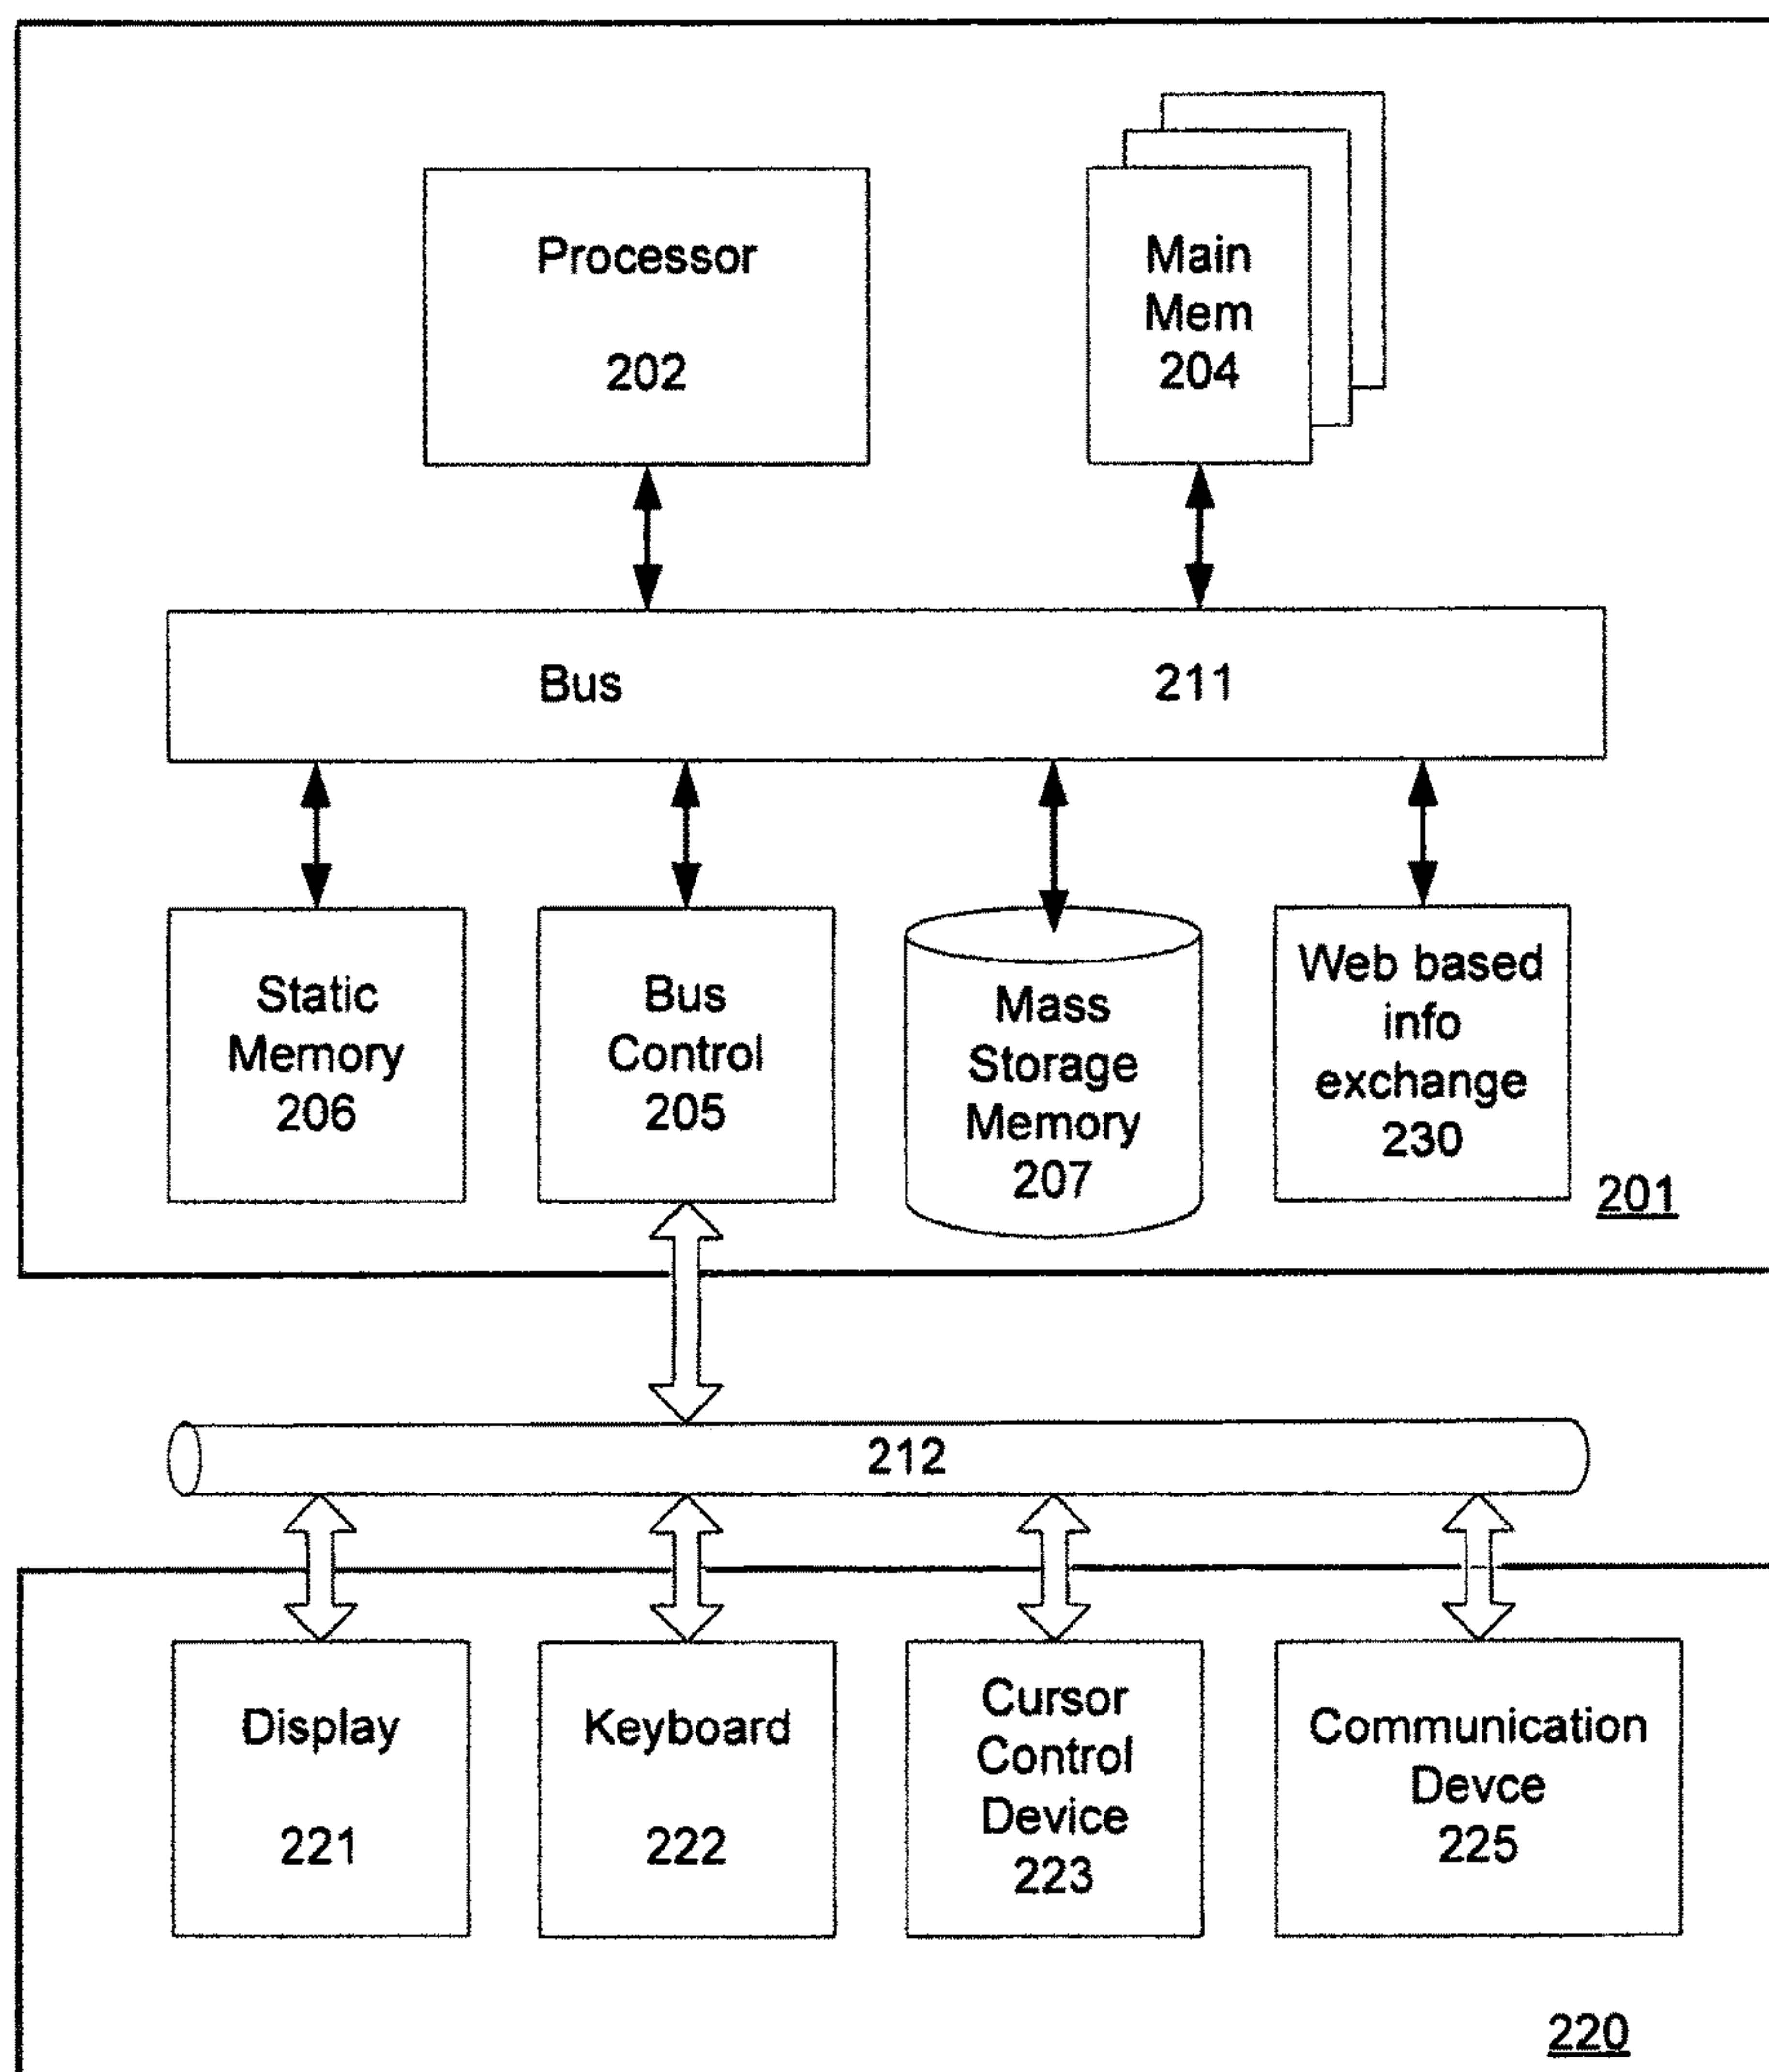 Processor
202
Main
Mem
204
Bus 211
Static
Memory
206
Bus
Control
205
Mass
Storage
Memory
207
Web based
info
exchange
230
201
212
Display
221
Keyboard
222
Cursor
Control
Device
223
Communication
Devce
225
220